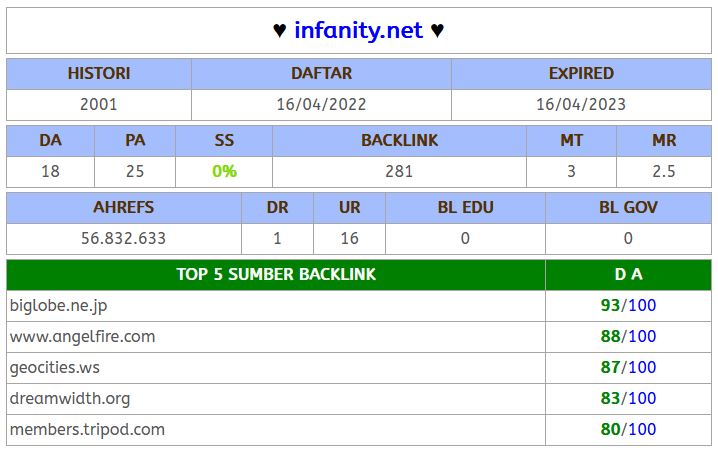 ♥ infanity.net ♥
HISTORI DAFTAR EXPIRED
2001 16/04/2022 16/04/2023
DA PA SS BACKLINK MT MR
18 25 0% 281 3 2.5
AHREFS DR UR BL EDU BL GOV
56.832.633 1 16 0 0
TOP 5 SUMBER BACKLINK D A
biglobe.ne.jp 93/100
www.angelfire.com 88/100
geocities.ws 87/100
dreamwidth.org 83/100
members.tripod.com 80/100